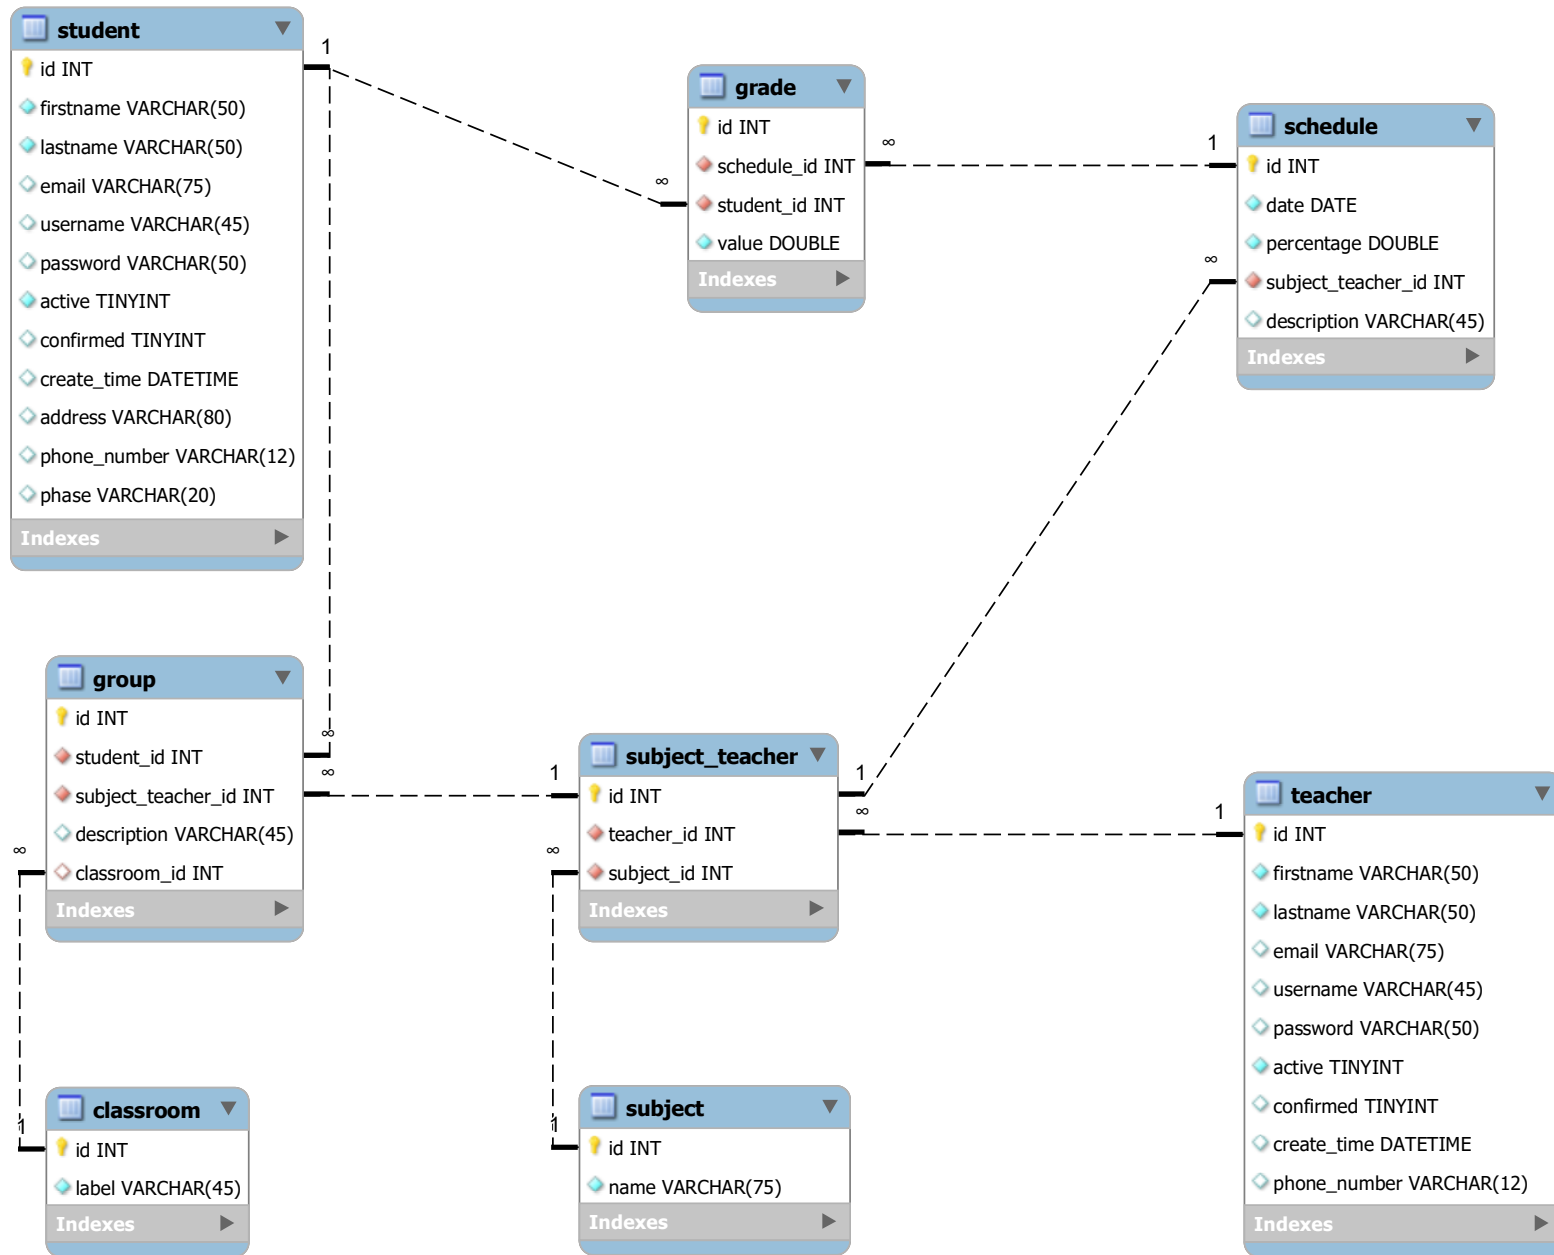 student
id INT
firstname VARCHAR(50)
lastname VARCHAR(50)
email VARCHAR(75)
username VARCHAR(45)
password VARCHAR(50)
active TINYINT
confirmed TINYINT
create_time DATETIME
address VARCHAR(80)
phone_number VARCHAR(12)
phase VARCHAR(20)
Indexes
1
∞
grade
id INT
schedule_id INT
student_id INT
value DOUBLE
Indexes
∞
1
schedule
id INT
date DATE
percentage DOUBLE
subject_teacher_id INT
description VARCHAR(45)
Indexes
∞
group
id INT
student_id INT
subject_teacher_id INT
description VARCHAR(45)
classroom_id INT
Indexes
∞
∞
∞
1
subject_teacher
id INT
teacher_id INT
subject_id INT
Indexes
1
∞
∞
1
teacher
id INT
firstname VARCHAR(50)
lastname VARCHAR(50)
email VARCHAR(75)
username VARCHAR(45)
password VARCHAR(50)
active TINYINT
confirmed TINYINT
create_time DATETIME
phone_number VARCHAR(12)
Indexes
1
classroom
id INT
label VARCHAR(45)
Indexes
1
subject
id INT
name VARCHAR(75)
Indexes